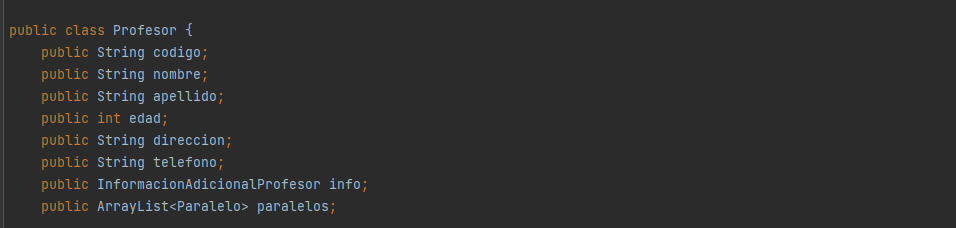 public class Profesor {
    public String codigo;
    public String nombre;
    public String apellido;
    public int edad;
    public String direccion;
    public String telefono;
    public InformacionAdicionalProfesor info;
    public ArrayList<Paralelo> paralelos;